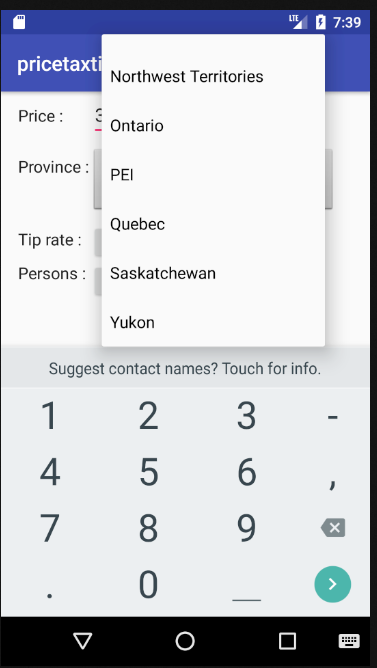 LTE 7:39
pricetaxti
Northwest Territories
Price : 3
Ontario
Province :
PEI
Quebec
Tip rate :
Persons :
Saskatchewan
Yukon
Suggest contact names? Touch for info.
1 2 3 -
4 5 6 ,
7 8 9
. 0 _